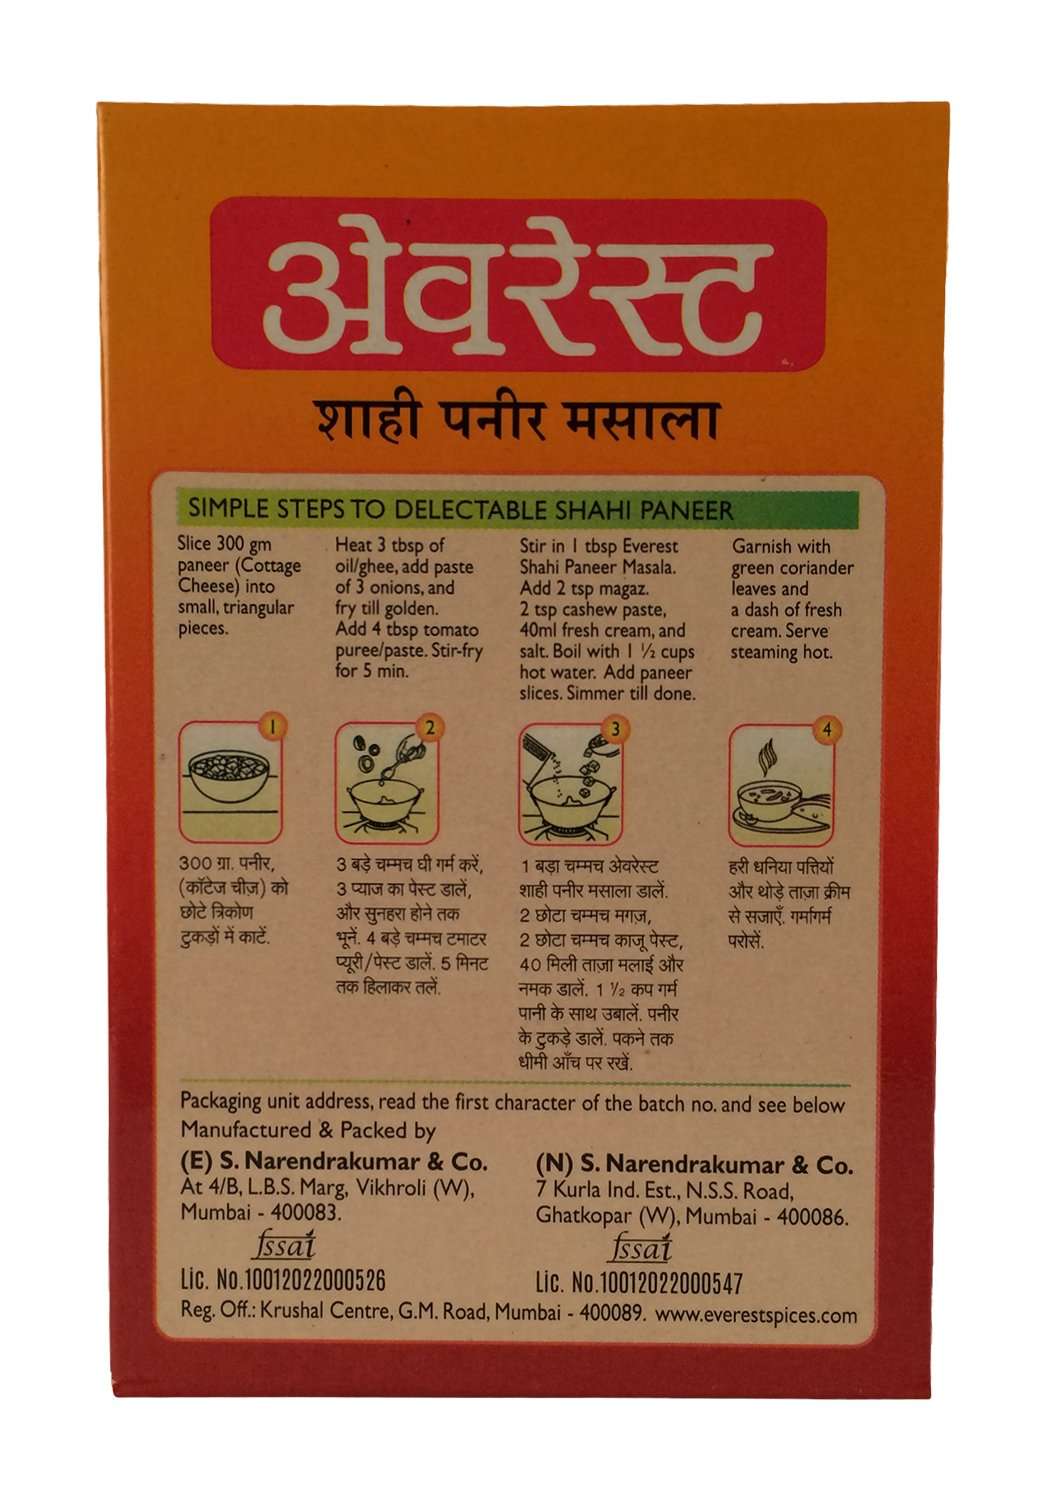 अेवरेस्ट
शाही पनीर मसाला
SIMPLE STEPS TO DELECTABLE SHAHI PANEER
Slice 300 gm
paneer (Cottage
Cheese) into
small, triangular
pieces.
Heat 3 tbsp of
oil/ghee, add paste
of 3 onions, and
fry till golden.
Add 4 tbsp tomato
puree/paste. Stir-fry
for 5 min.
Stir in 1 tbsp Everest
Shahi Paneer Masala.
Add 2 tsp magaz.
2 tsp cashew paste,
40ml fresh cream, and
salt. Boil with 1 ½ cups
hot water. Add paneer
slices. Simmer till done.
Garnish with
green coriander
leaves and
a dash of fresh
cream. Serve
steaming hot.
1
2
3
4
300 ग्रा. पनीर,
(कॉटेज चीज़) को
छोटे त्रिकोण
टुकड़ों में काटें.
3 बड़े चम्मच घी गर्म करें,
3 प्याज का पेस्ट डालें,
और सुनहरा होने तक
भूनें. 4 बड़े चम्मच टमाटर
प्यूरी/पेस्ट डालें. 5 मिनट
तक हिलाकर तलें.
1 बड़ा चम्मच अेवरेस्ट
शाही पनीर मसाला डालें.
2 छोटा चम्मच मगज़,
2 छोटा चम्मच काजू पेस्ट,
40 मिली ताज़ा मलाई और
नमक डालें. 1 ½ कप गर्म
पानी के साथ उबालें. पनीर
के टुकड़े डालें. पकने तक
धीमी आँच पर रखें.
हरी धनिया पत्तियों
और थोड़े ताज़ा क्रीम
से सजाएँ. गर्मागर्म
परोसें.
Packaging unit address, read the first character of the batch no. and see below
Manufactured & Packed by
(E) S. Narendrakumar & Co.
At 4/B, L.B.S. Marg, Vikhroli (W),
Mumbai - 400083.
fssai
Lic. No.10012022000526
(N) S. Narendrakumar & Co.
7 Kurla Ind. Est., N.S.S. Road,
Ghatkopar (W), Mumbai - 400086.
fssai
Lic. No.10012022000547
Reg. Off.: Krushal Centre, G.M. Road, Mumbai - 400089. www.everestspices.com